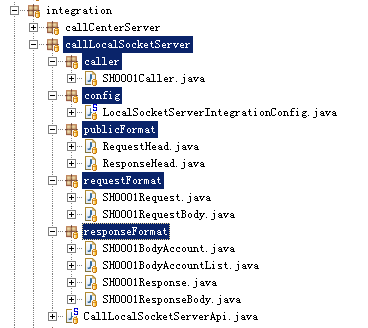 integration
callCenterServer
callLocalSocketServer
caller
SH0001Caller.java
config
LocalSocketServerIntegrationConfig.java
publicFormat
RequestHead.java
ResponseHead.java
requestFormat
SH0001Request.java
SH0001RequestBody.java
responseFormat
SH0001BodyAccount.java
SH0001BodyAccountList.java
SH0001Response.java
SH0001ResponseBody.java
CallLocalSocketServerApi.java